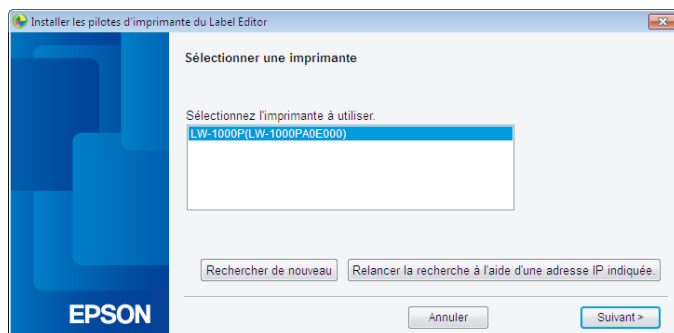 Installer les pilotes d'imprimante du Label Editor
Sélectionner une imprimante
Sélectionnez l'imprimante à utiliser.
LW-1000P(LW-1000PA0E000)
Rechercher de nouveau
Relancer la recherche à l'aide d'une adresse IP indiquée.
EPSON
Annuler
Suivant >